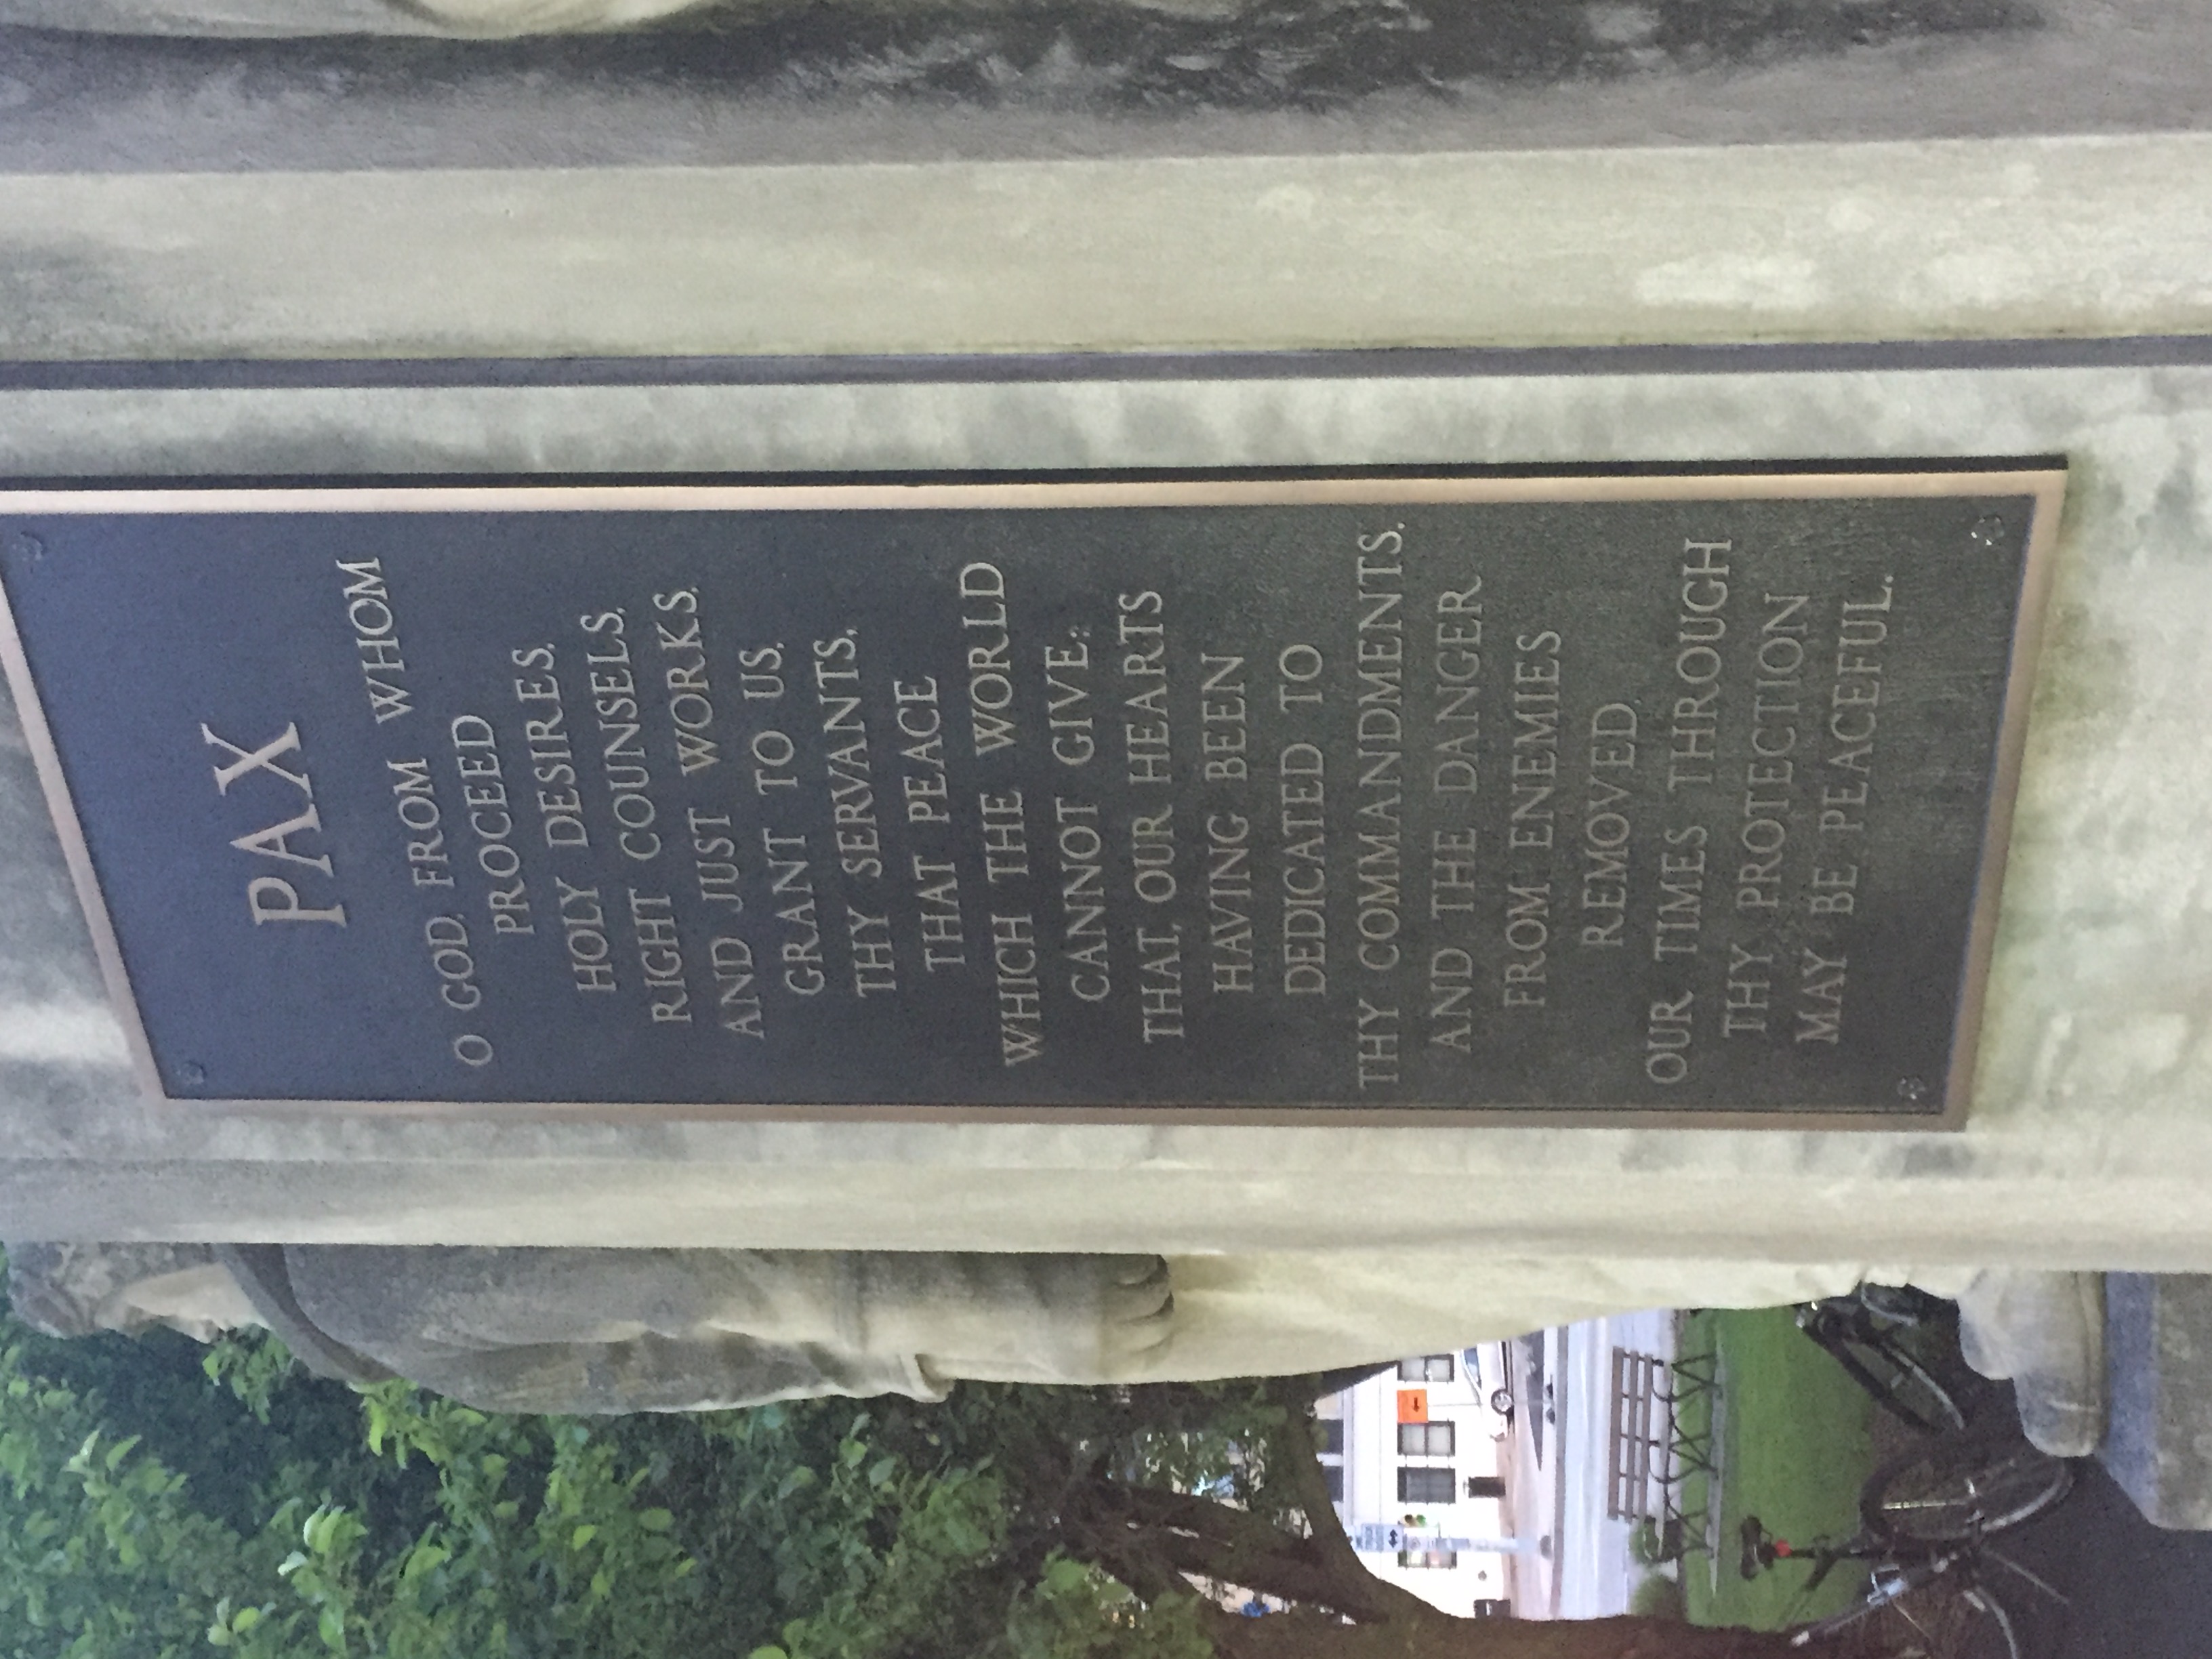 PAX
O GOD, FROM WHOM
PROCEED
HOLY DESIRES,
RIGHT COUNSELS,
AND JUST WORKS,
GRANT TO US,
THY SERVANTS,
THAT PEACE
WHICH THE WORLD
CANNOT GIVE:
THAT, OUR HEARTS
HAVING BEEN
DEDICATED TO
THY COMMANDMENTS,
AND THE DANGER
FROM ENEMIES
REMOVED,
OUR TIMES THROUGH
THY PROTECTION
MAY BE PEACEFUL.